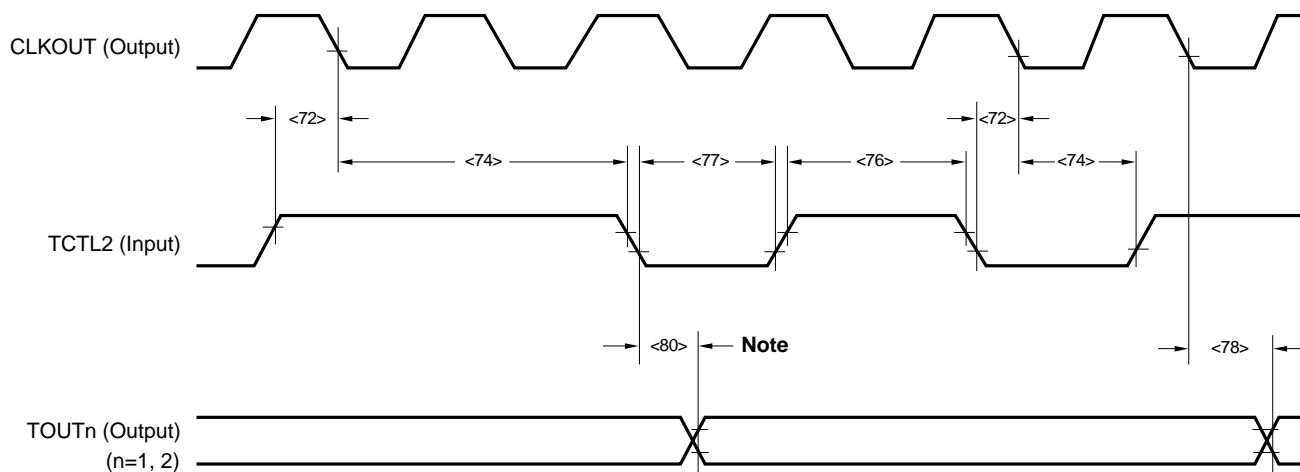 CLKOUT (Output)
<72>
<72>
<74>
<77>
<76>
<74>
TCTL2 (Input)
<80>
Note
<78>
TOUTn (Output)
(n=1, 2)